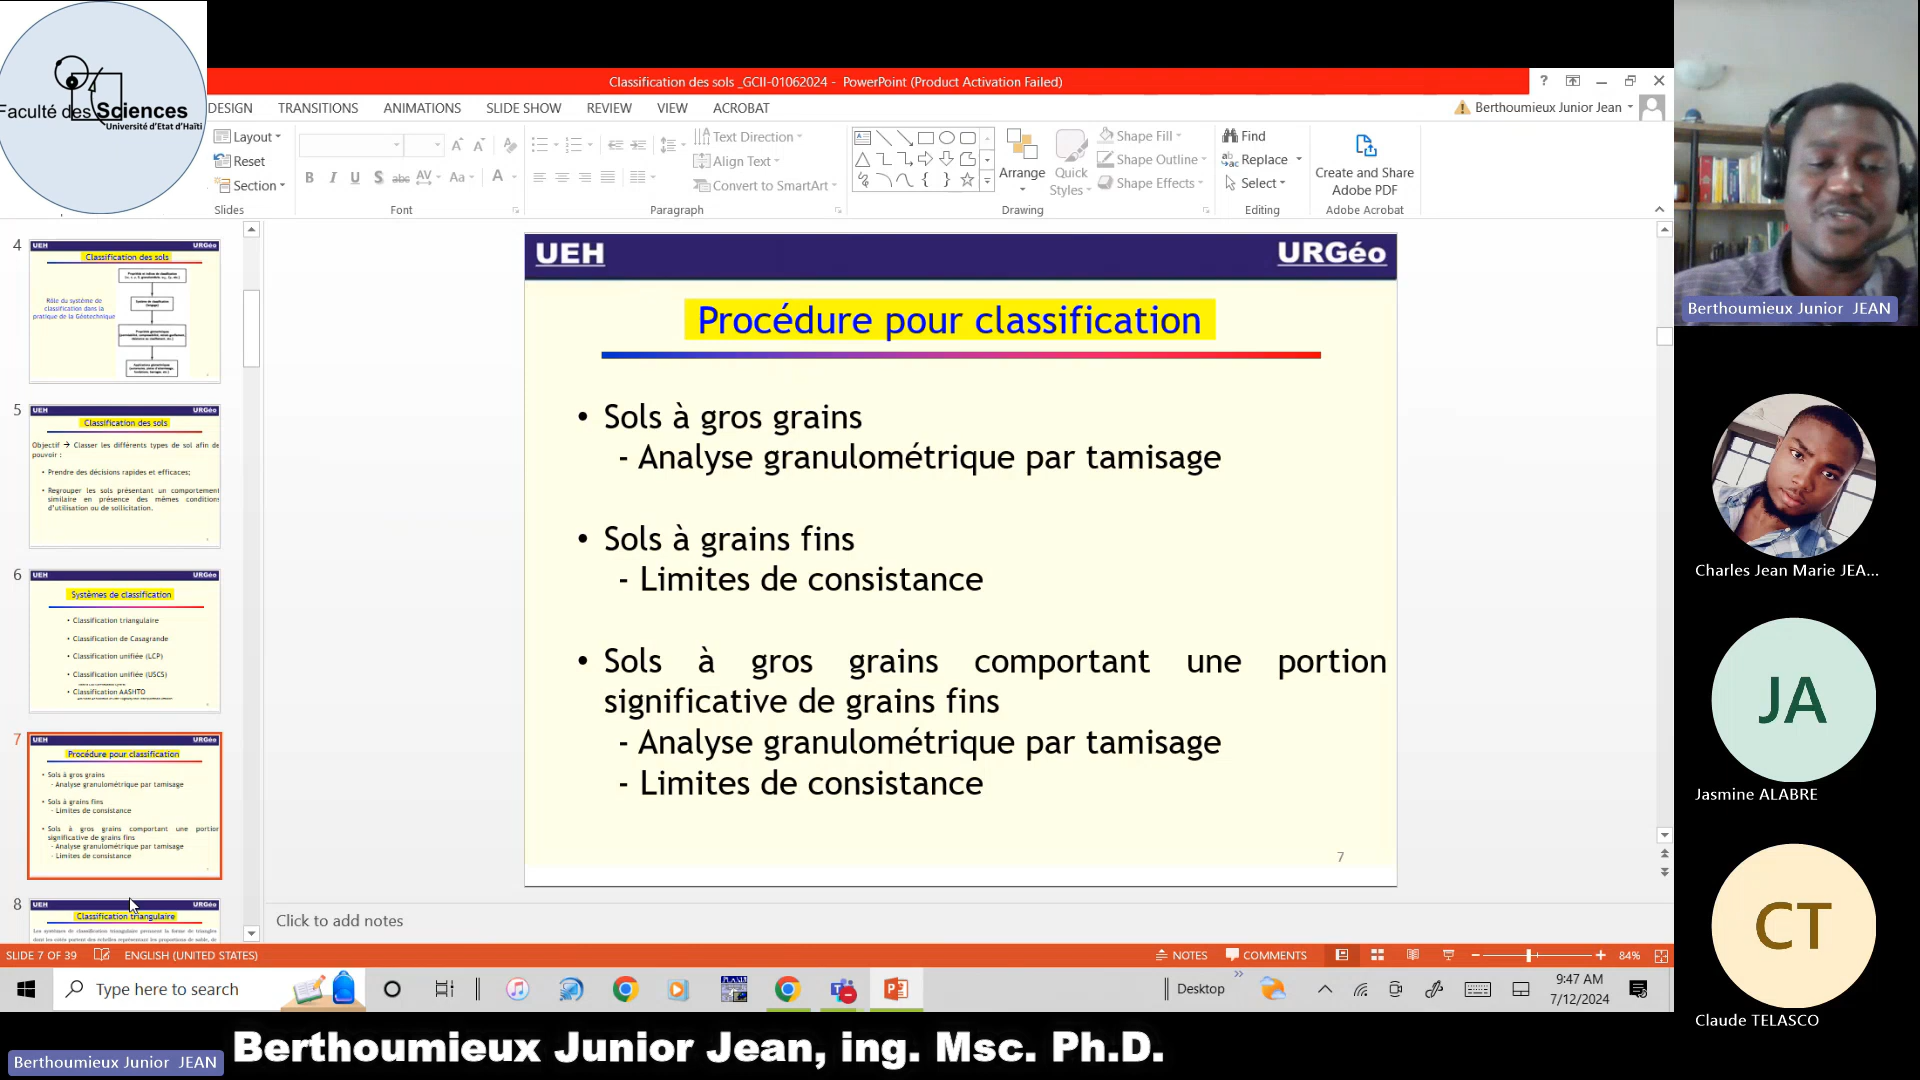 Faculté des Sciences
Université d'Etat d'Haïti
Classification des sols _GCII-01062024 - PowerPoint (Product Activation Failed)
?
DESIGN TRANSITIONS ANIMATIONS SLIDE SHOW REVIEW VIEW ACROBAT
Berthoumieux Junior Jean
Layout
Reset
Section
Slides
B I U S abc AV Aa A
Font
Text Direction
Align Text
Convert to SmartArt
Paragraph
Arrange
Quick
Styles
Shape Fill
Shape Outline
Shape Effects
Drawing
Find
Replace
Select
Editing
Create and Share
Adobe PDF
Adobe Acrobat
4
UEH URGéo
Classification des sols
Rôle du système de
classification dans la
pratique de la Géotechnique
5
UEH URGéo
Classification des sols
Objectif → Classer les différents types de sol afin de
pouvoir :
• Prendre des décisions rapides et efficaces;
• Regrouper les sols présentant un comportement
similaire en présence des mêmes conditions
d'utilisation ou de sollicitation.
6
UEH URGéo
Systèmes de classification
• Classification triangulaire
• Classification de Casagrande
• Classification unifiée (LCP)
• Classification unifiée (USCS)
• Classification AASHTO
7
UEH URGéo
Procédure pour classification
• Sols à gros grains
- Analyse granulométrique par tamisage
• Sols à grains fins
- Limites de consistance
• Sols à gros grains comportant une portion
significative de grains fins
- Analyse granulométrique par tamisage
- Limites de consistance
8
UEH URGéo
Classification triangulaire
UEH URGéo
Procédure pour classification
• Sols à gros grains
- Analyse granulométrique par tamisage
• Sols à grains fins
- Limites de consistance
• Sols à gros grains comportant une portion
significative de grains fins
- Analyse granulométrique par tamisage
- Limites de consistance
7
Click to add notes
SLIDE 7 OF 39 ENGLISH (UNITED STATES)
NOTES COMMENTS 84%
Type here to search
Desktop
9:47 AM
7/12/2024
Berthoumieux Junior JEAN
Berthoumieux Junior Jean, ing. Msc. Ph.D.
Berthoumieux Junior JEAN
Charles Jean Marie JEA...
JA
Jasmine ALABRE
CT
Claude TELASCO